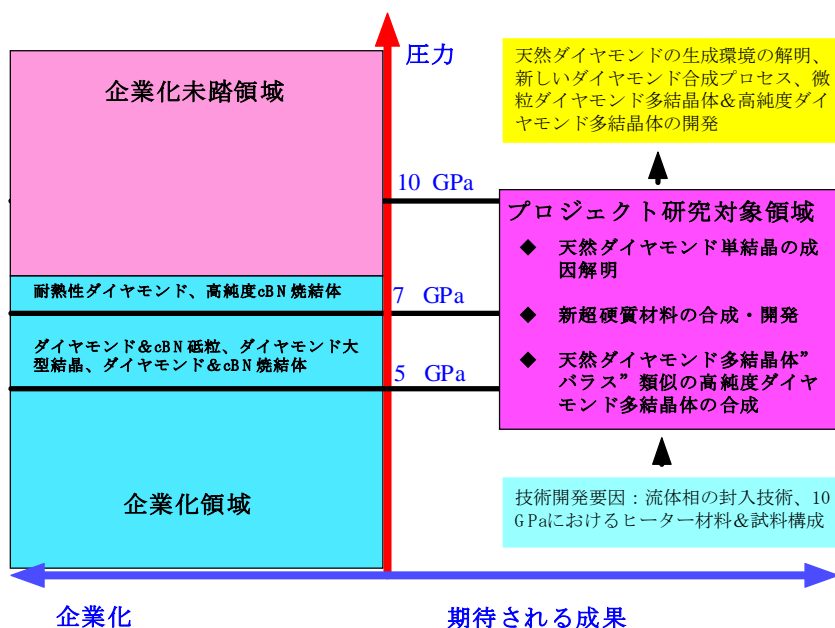 圧力
企業化未踏領域
10 GPa
耐熱性ダイヤモンド、高純度cBN焼結体
7 GPa
ダイヤモンド＆cBN砥粒、ダイヤモンド大
型結晶、ダイヤモンド＆cBN焼結体
5 GPa
企業化領域
天然ダイヤモンドの生成環境の解明、
新しいダイヤモンド合成プロセス、微
粒ダイヤモンド多結晶体＆高純度ダイ
ヤモンド多結晶体の開発
プロジェクト研究対象領域
◆ 天然ダイヤモンド単結晶の成
因解明
◆ 新超硬質材料の合成・開発
◆ 天然ダイヤモンド多結晶体”
バラス”類似の高純度ダイヤ
モンド多結晶体の合成
技術開発要因：流体相の封入技術、10
GPaにおけるヒーター材料＆試料構成
企業化
期待される成果